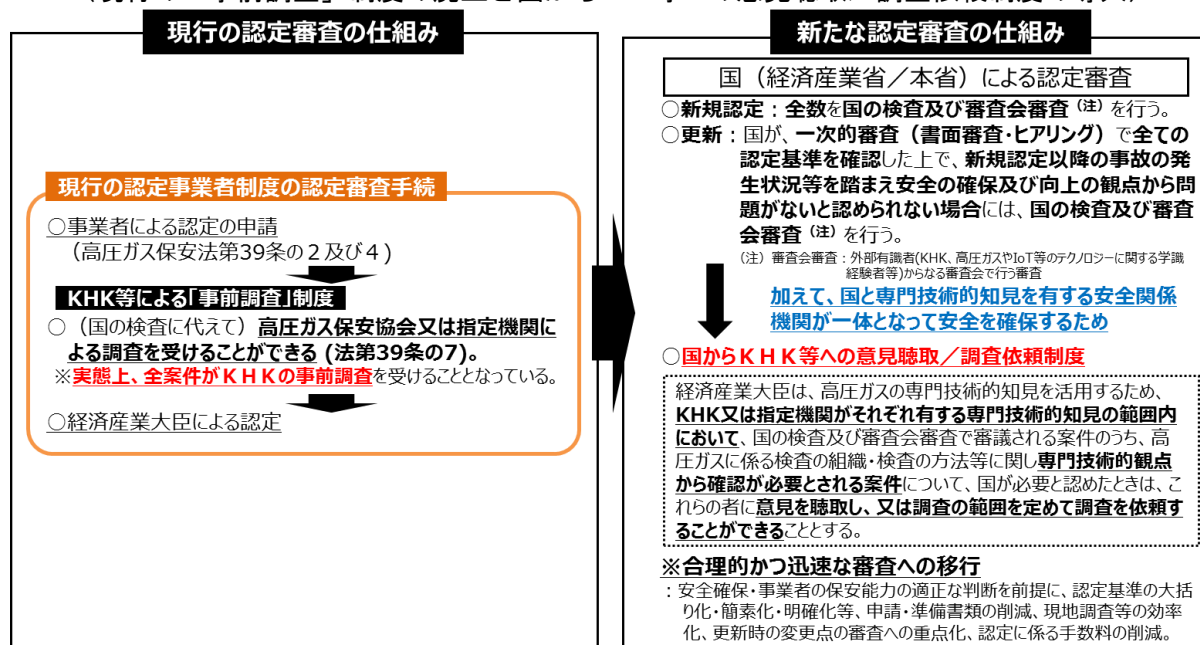 現行の認定審査の仕組み
現行の認定事業者制度の認定審査手続
○事業者による認定の申請
（高圧ガス保安法第39条の２及び４)
KHK等による「事前調査」制度
○（国の検査に代えて）高圧ガス保安協会又は指定機関に
よる調査を受けることができる (法第39条の7)。
※実態上、全案件がＫＨＫの事前調査を受けることとなっている。
○経済産業大臣による認定
新たな認定審査の仕組み
国（経済産業省／本省）による認定審査
○新規認定：全数を国の検査及び審査会審査（注）を行う。
○更新：国が、一次的審査（書面審査・ヒアリング）で全ての
認定基準を確認した上で、新規認定以降の事故の発
生状況等を踏まえ安全の確保及び向上の観点から問
題がないと認められない場合には、国の検査及び審査
会審査（注）を行う。
（注）審査会審査：外部有識者(KHK、高圧ガスやIoT等のテクノロジーに関する学識
経験者等)からなる審査会で行う審査
加えて、国と専門技術的知見を有する安全関係
機関が一体となって安全を確保するため
○国からＫＨＫ等への意見聴取／調査依頼制度
経済産業大臣は、高圧ガスの専門技術的知見を活用するため、
KHK又は指定機関がそれぞれ有する専門技術的知見の範囲内
において、国の検査及び審査会審査で審議される案件のうち、高
圧ガスに係る検査の組織・検査の方法等に関し専門技術的観点
から確認が必要とされる案件について、国が必要と認めたときは、こ
れらの者に意見を聴取し、又は調査の範囲を定めて調査を依頼す
ることができることとする。
※合理的かつ迅速な審査への移行
：安全確保・事業者の保安能力の適正な判断を前提に、認定基準の大括
り化・簡素化・明確化等、申請・準備書類の削減、現地調査等の効率
化、更新時の変更点の審査への重点化、認定に係る手数料の削減。